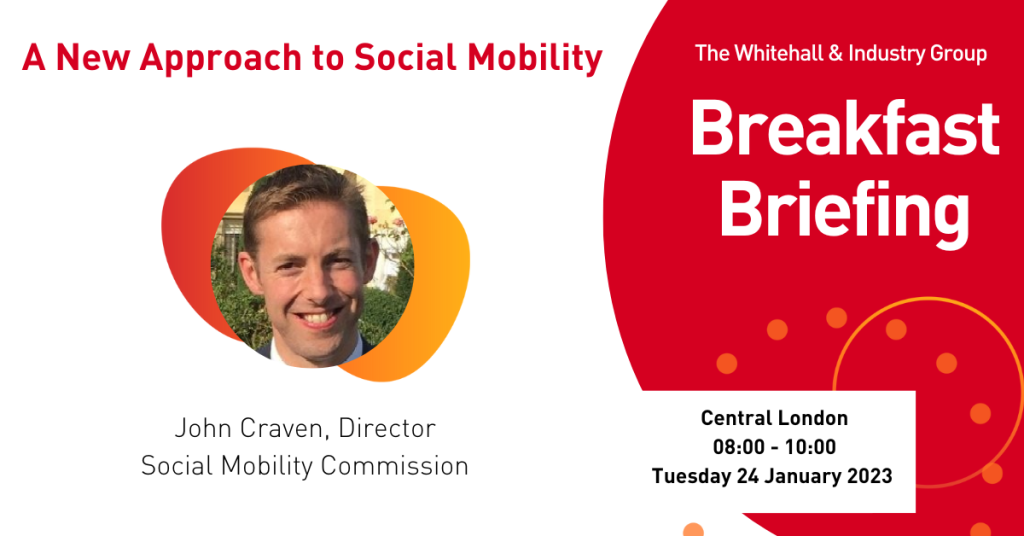 A New Approach to Social Mobility
The Whitehall & Industry Group
Breakfast
Briefing
John Craven, Director
Social Mobility Commission
Central London
08:00 - 10:00
Tuesday 24 January 2023